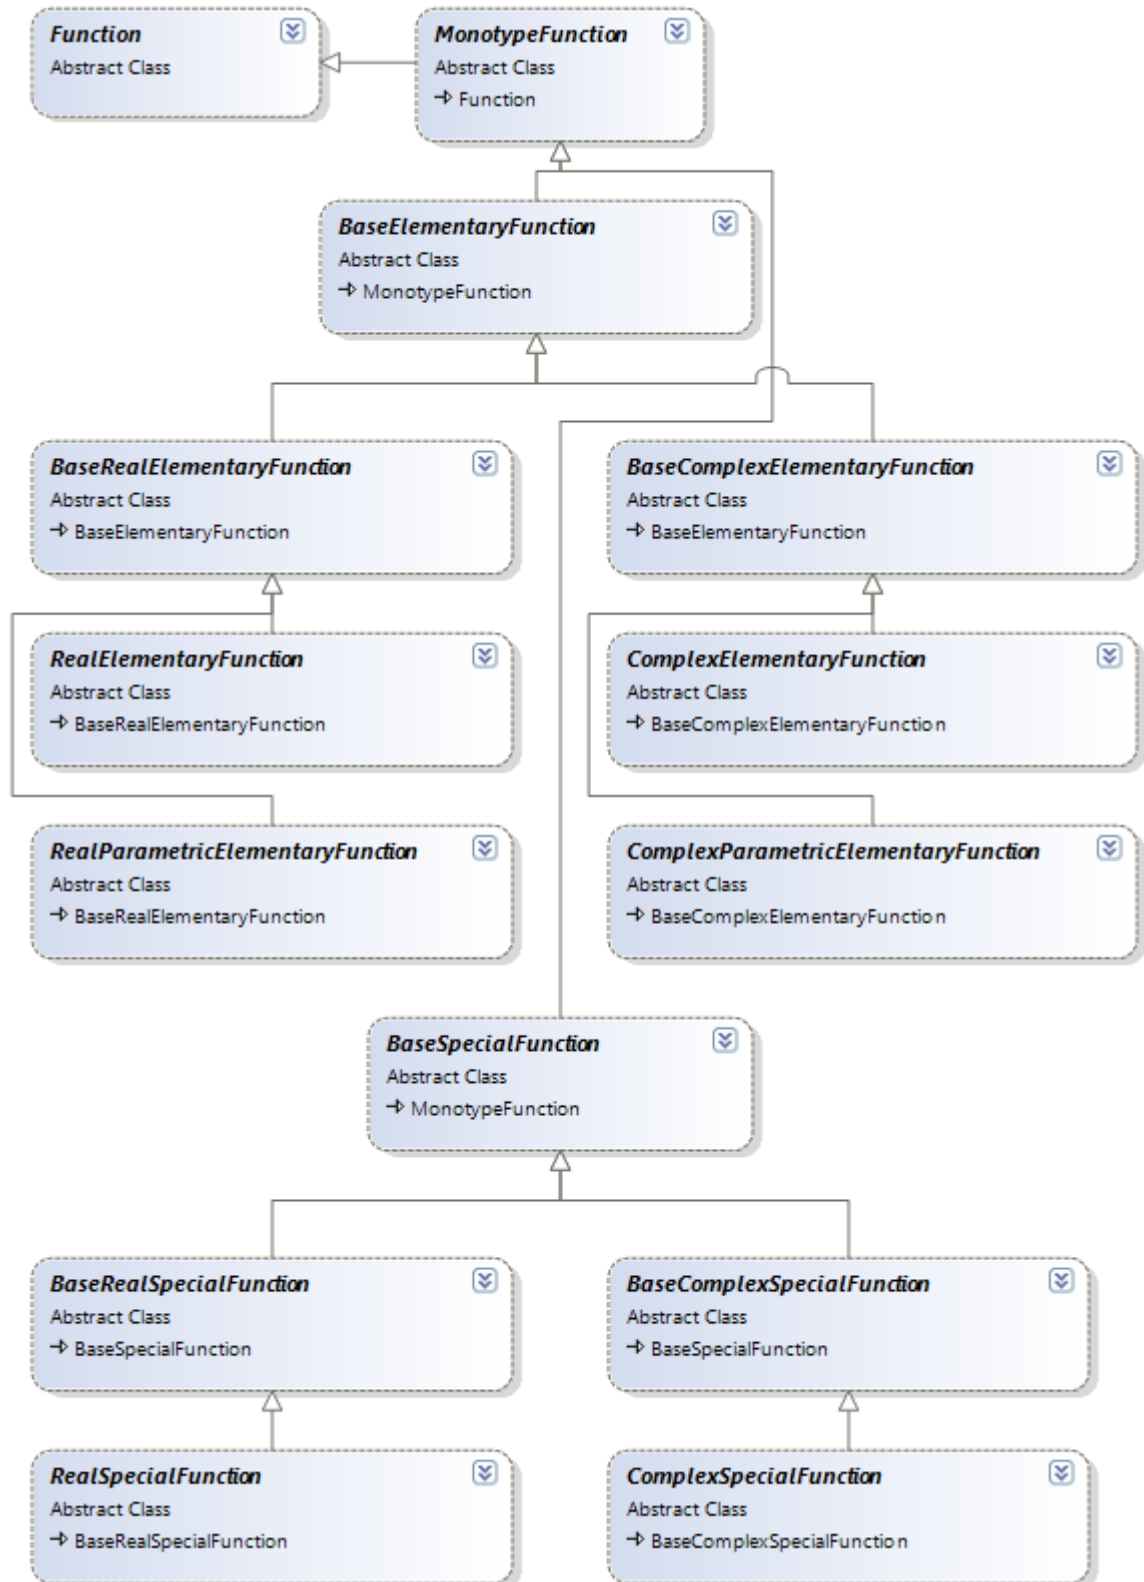 Function
Abstract Class
MonotypeFunction
Abstract Class
Function
BaseElementaryFunction
Abstract Class
MonotypeFunction
BaseRealElementaryFunction
Abstract Class
BaseElementaryFunction
BaseComplexElementaryFunction
Abstract Class
BaseElementaryFunction
RealElementaryFunction
Abstract Class
BaseRealElementaryFunction
ComplexElementaryFunction
Abstract Class
BaseComplexElementaryFunction
RealParametricElementaryFunction
Abstract Class
BaseRealElementaryFunction
ComplexParametricElementaryFunction
Abstract Class
BaseComplexElementaryFunction
BaseSpecialFunction
Abstract Class
MonotypeFunction
BaseRealSpecialFunction
Abstract Class
BaseSpecialFunction
BaseComplexSpecialFunction
Abstract Class
BaseSpecialFunction
RealSpecialFunction
Abstract Class
BaseRealSpecialFunction
ComplexSpecialFunction
Abstract Class
BaseComplexSpecialFunction